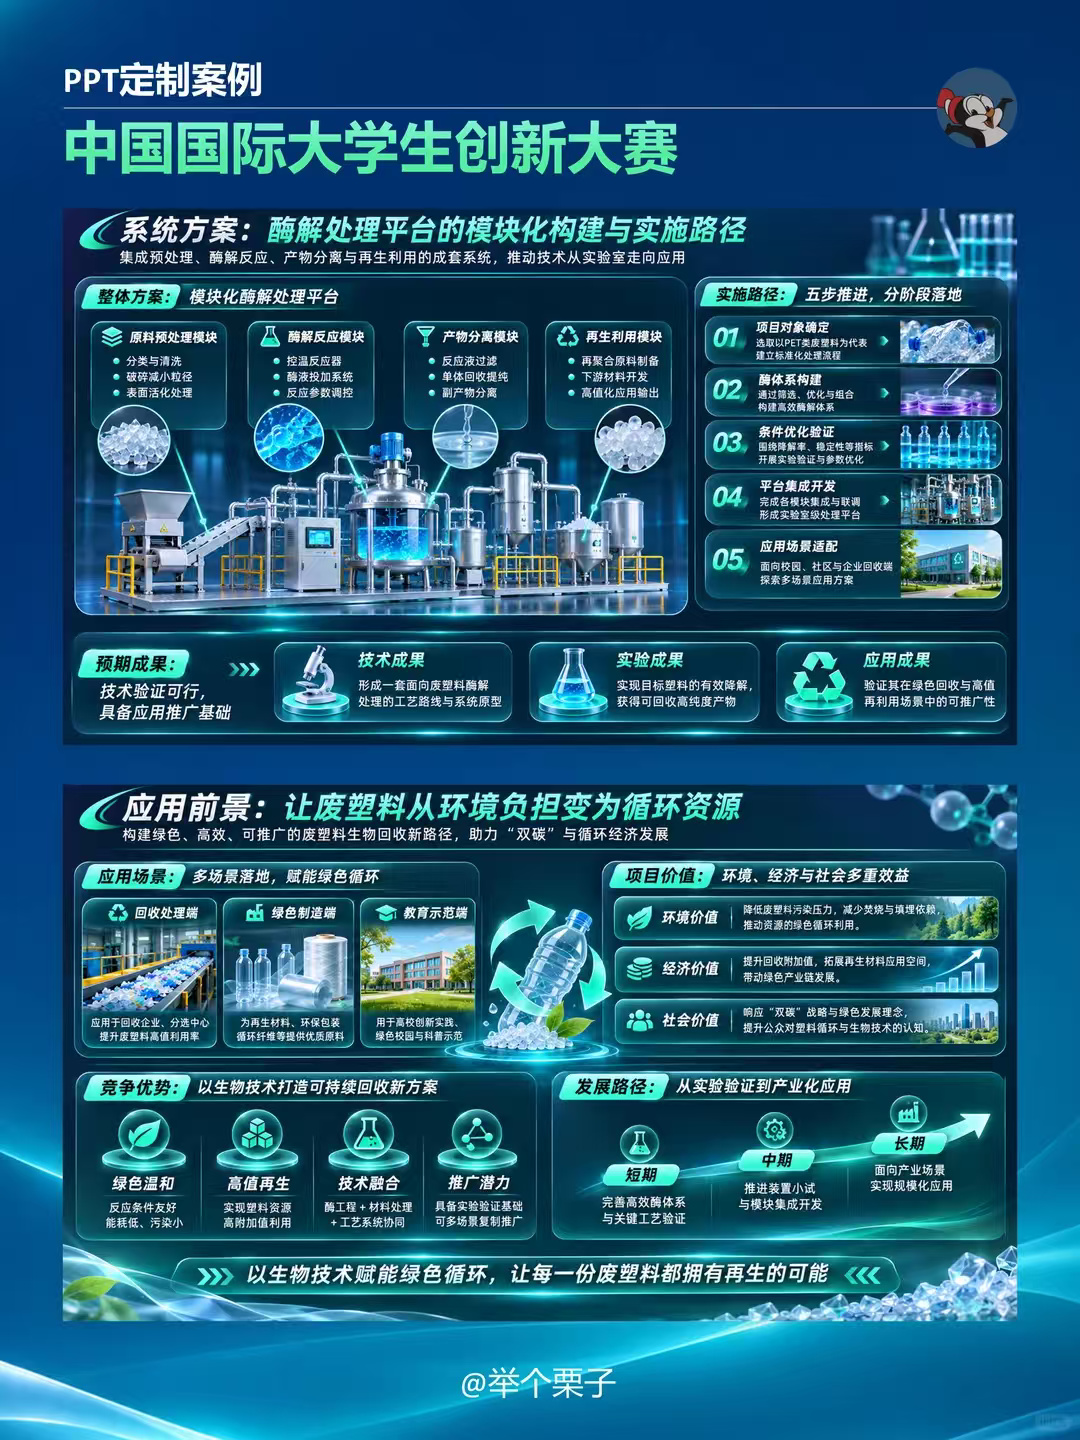 PPT定制案例
中国国际大学生创新大赛
系统方案：酶解处理平台的模块化构建与实施路径
集成预处理、酶解反应、产物分离与再生利用的成套系统，推动技术从实验室走向应用
整体方案：模块化酶解处理平台
原料预处理模块
分类与清洗
破碎减小粒径
表面活化处理
酶解反应模块
控温反应器
酶液投加系统
反应参数调控
产物分离模块
反应液过滤
单体回收提纯
副产物分离
再生利用模块
再聚合原料制备
下游材料开发
高值化应用输出
实施路径：五步推进，分阶段落地
01 项目对象确定
选取以PET类废塑料为代表
建立标准化处理流程
02 酶体系构建
通过筛选、优化与组合
构建高效酶解体系
03 条件优化验证
围绕降解率、稳定性等指标
开展实验验证与参数优化
04 平台集成开发
完成各模块集成与联调
形成实验室级处理平台
05 应用场景适配
面向校园、社区与企业回收端
探索多场景应用方案
预期成果：
技术验证可行，
具备应用推广基础
技术成果
形成一套面向废塑料酶解
处理的工艺路线与系统原型
实验成果
实现目标塑料的有效降解，
获得可回收高纯度产物
应用成果
验证其在绿色回收与高值
再利用场景中的可推广性
应用前景：让废塑料从环境负担变为循环资源
构建绿色、高效、可推广的废塑料生物回收新路径，助力“双碳”与循环经济发展
应用场景：多场景落地，赋能绿色循环
回收处理端
应用于回收企业、分选中心
提升废塑料高值利用率
绿色制造端
为再生材料、环保包装
循环纤维等提供优质原料
教育示范端
用于高校创新实践、
绿色校园与科普示范
项目价值：环境、经济与社会多重效益
环境价值
降低废塑料污染压力，减少焚烧与填埋依赖，
推动资源的绿色循环利用。
经济价值
提升回收附加值，拓展再生材料应用空间，
带动绿色产业链发展。
社会价值
响应“双碳”战略与绿色发展理念，
提升公众对塑料循环与生物技术的认知。
竞争优势：以生物技术打造可持续回收新方案
绿色温和
反应条件友好
能耗低、污染小
高值再生
实现塑料资源
高附加值利用
技术融合
酶工程+材料处理
+工艺系统协同
推广潜力
具备实验验证基础
可多场景复制推广
发展路径：从实验验证到产业化应用
短期
完善高效酶体系
与关键工艺验证
中期
推进装置小试
与模块集成开发
长期
面向产业场景
实现规模化应用
以生物技术赋能绿色循环，让每一份废塑料都拥有再生的可能
@举个栗子